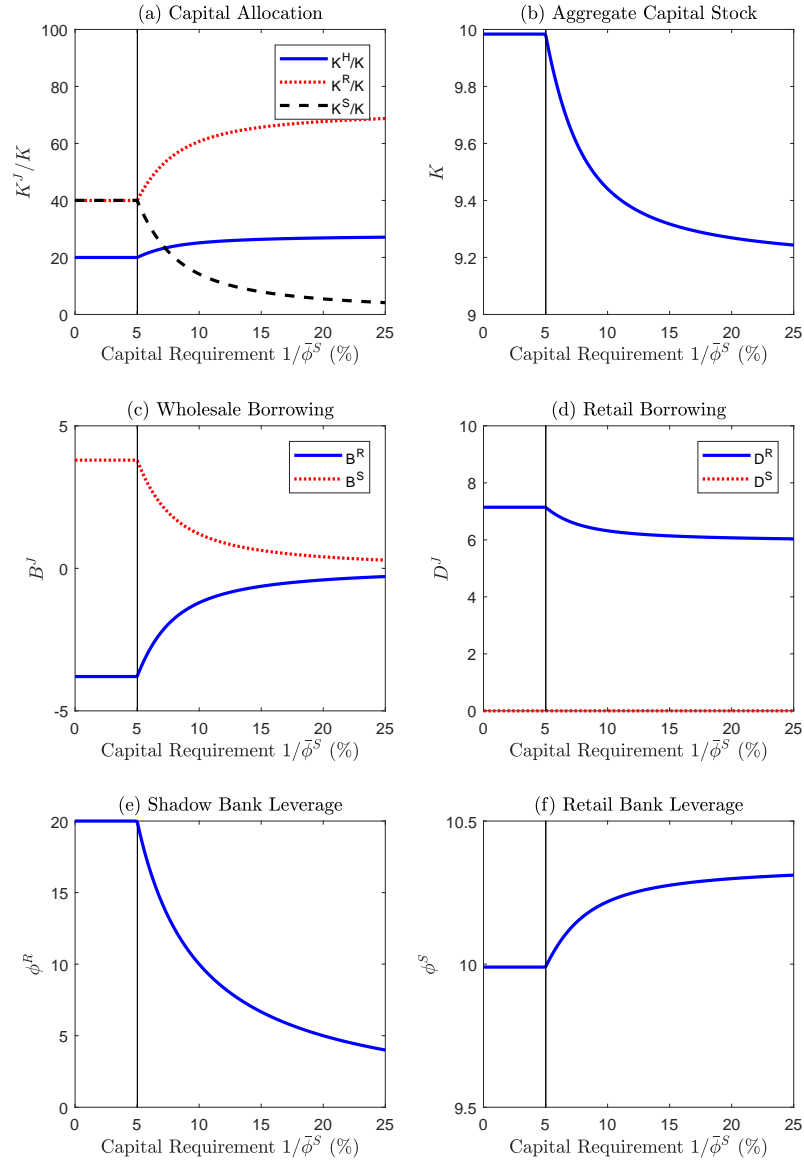 (a) Capital Allocation
100
80
60
40
20
0
K^J/K
K^H/K
K^R/K
K^S/K
0 5 10 15 20 25
Capital Requirement 1/φ̄^S (%)
(b) Aggregate Capital Stock
10
9.8
9.6
9.4
9.2
9
K
0 5 10 15 20 25
Capital Requirement 1/φ̄^S (%)
(c) Wholesale Borrowing
5
0
-5
B^J
B^R
B^S
0 5 10 15 20 25
Capital Requirement 1/φ̄^S (%)
(d) Retail Borrowing
10
8
6
4
2
0
D^J
D^R
D^S
0 5 10 15 20 25
Capital Requirement 1/φ̄^S (%)
(e) Shadow Bank Leverage
20
15
10
5
0
φ^R
0 5 10 15 20 25
Capital Requirement 1/φ̄^S (%)
(f) Retail Bank Leverage
10.5
10
9.5
φ^S
0 5 10 15 20 25
Capital Requirement 1/φ̄^S (%)